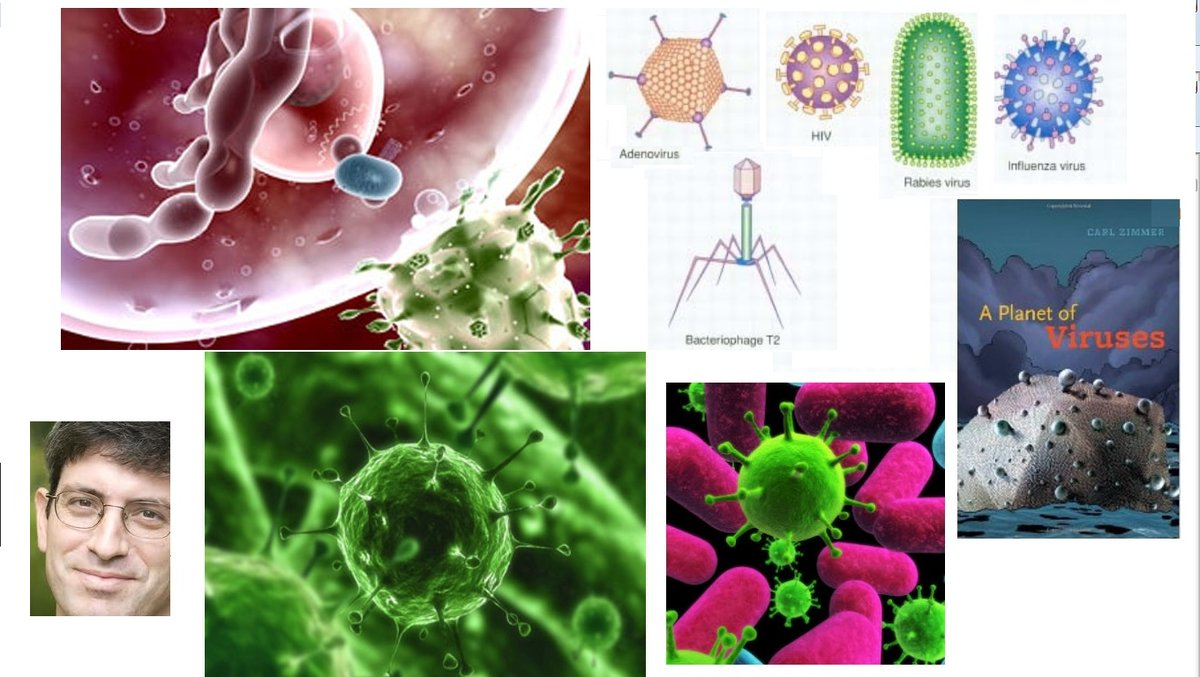 Adenovirus
HIV
Rabies virus
Influenza virus
Bacteriophage T2
CARL ZIMMER
A Planet of
Viruses